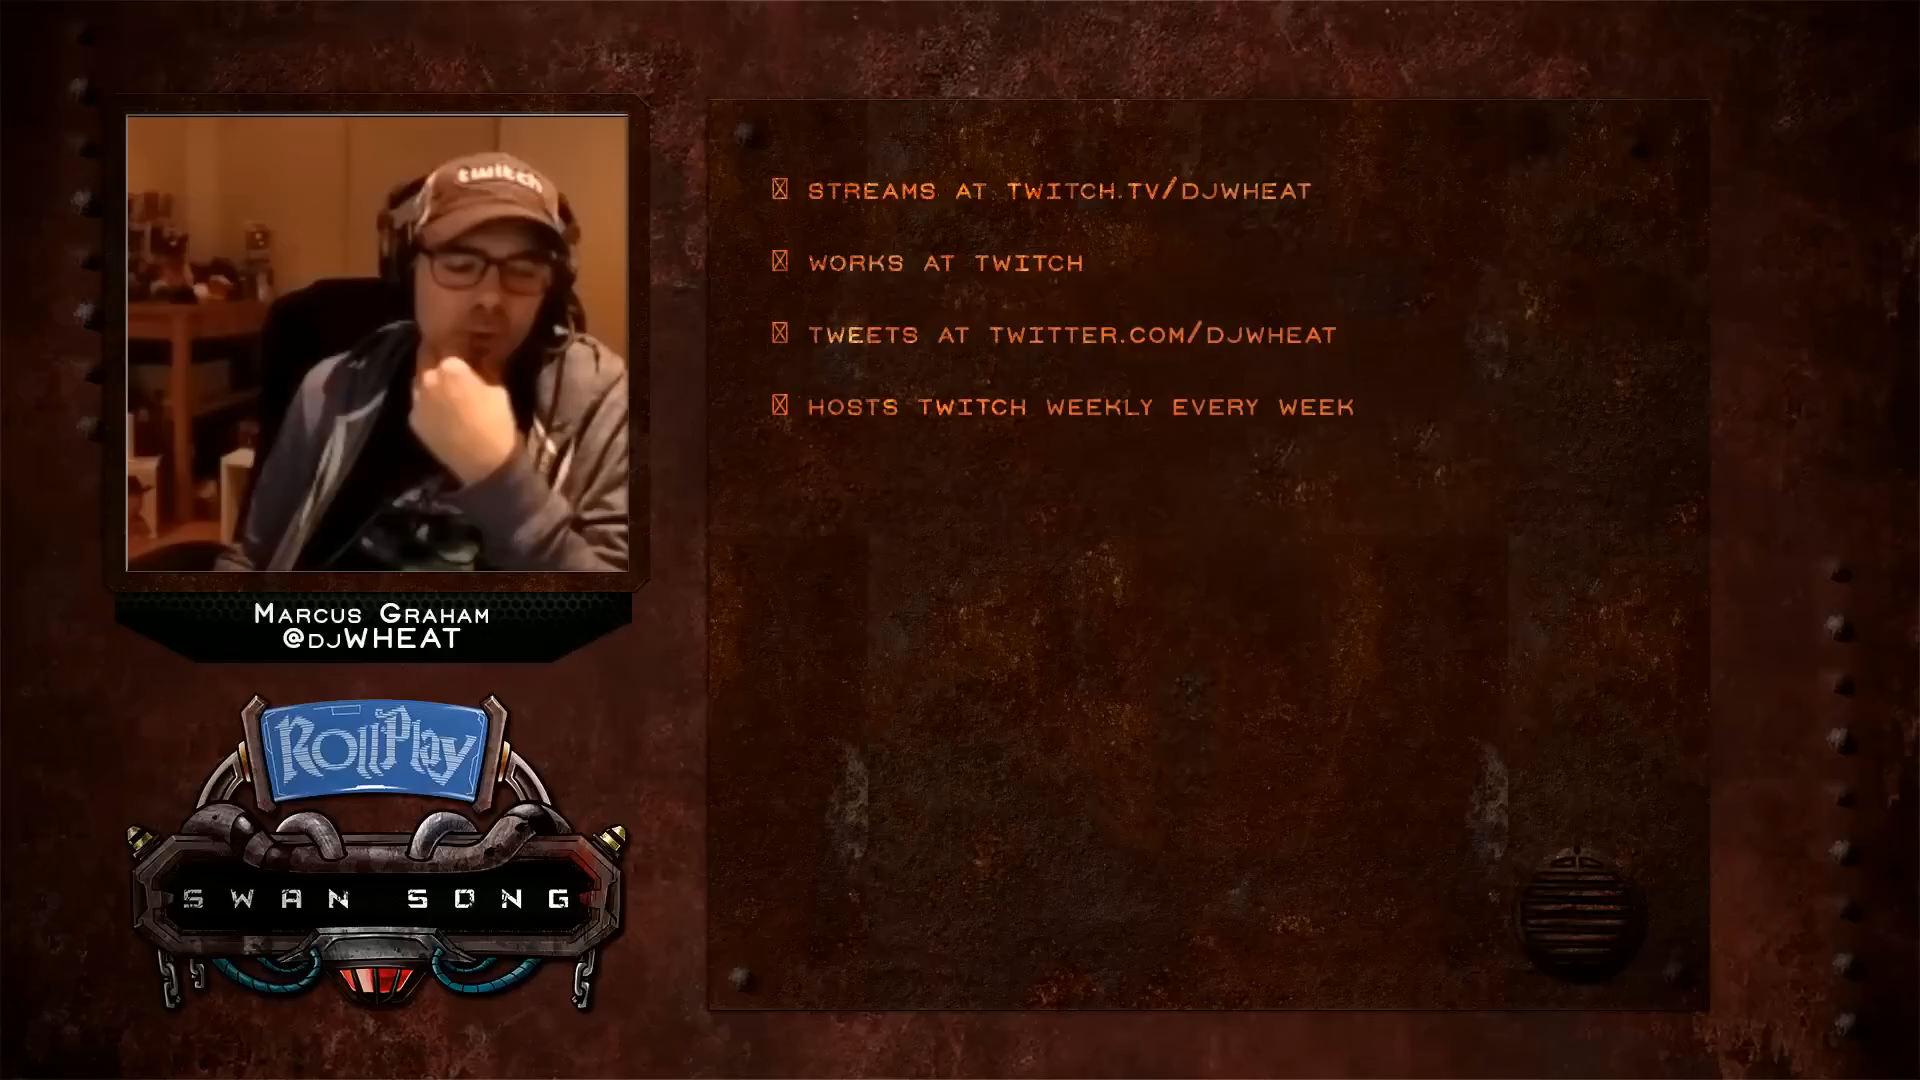 twitch
STREAMS AT TWITCH.TV/DJWHEAT
WORKS AT TWITCH
TWEETS AT TWITTER.COM/DJWHEAT
HOSTS TWITCH WEEKLY EVERY WEEK
MARCUS GRAHAM
@DJWHEAT
RollPlay
SWAN SONG